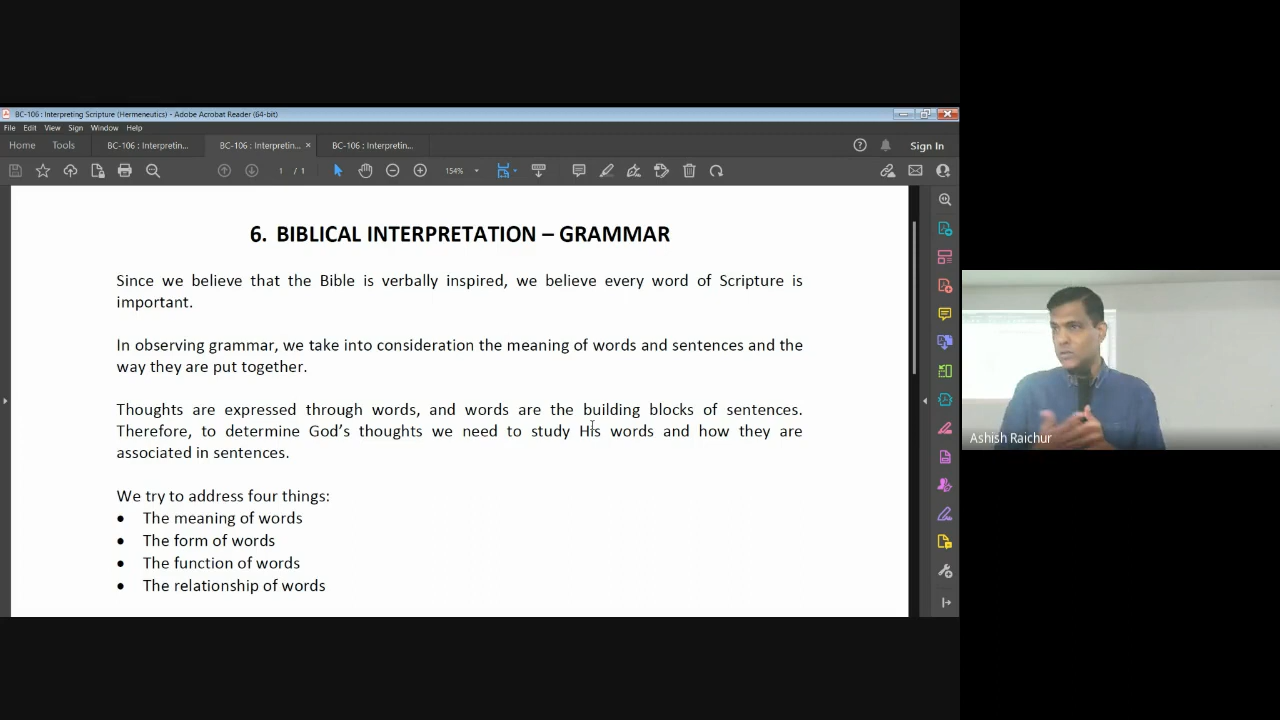 BC-106 : Interpreting Scripture (Hermeneutics) - Adobe Acrobat Reader (64-bit)
File Edit View Sign Window Help
Home Tools BC-106 : Interpretin... BC-106 : Interpretin... × BC-106 : Interpretin... Sign In
1 / 1 154%
6. BIBLICAL INTERPRETATION – GRAMMAR
Since we believe that the Bible is verbally inspired, we believe every word of Scripture is
important.
In observing grammar, we take into consideration the meaning of words and sentences and the
way they are put together.
Thoughts are expressed through words, and words are the building blocks of sentences.
Therefore, to determine God's thoughts we need to study His words and how they are
associated in sentences.
We try to address four things:
• The meaning of words
• The form of words
• The function of words
• The relationship of words
Ashish Raichur